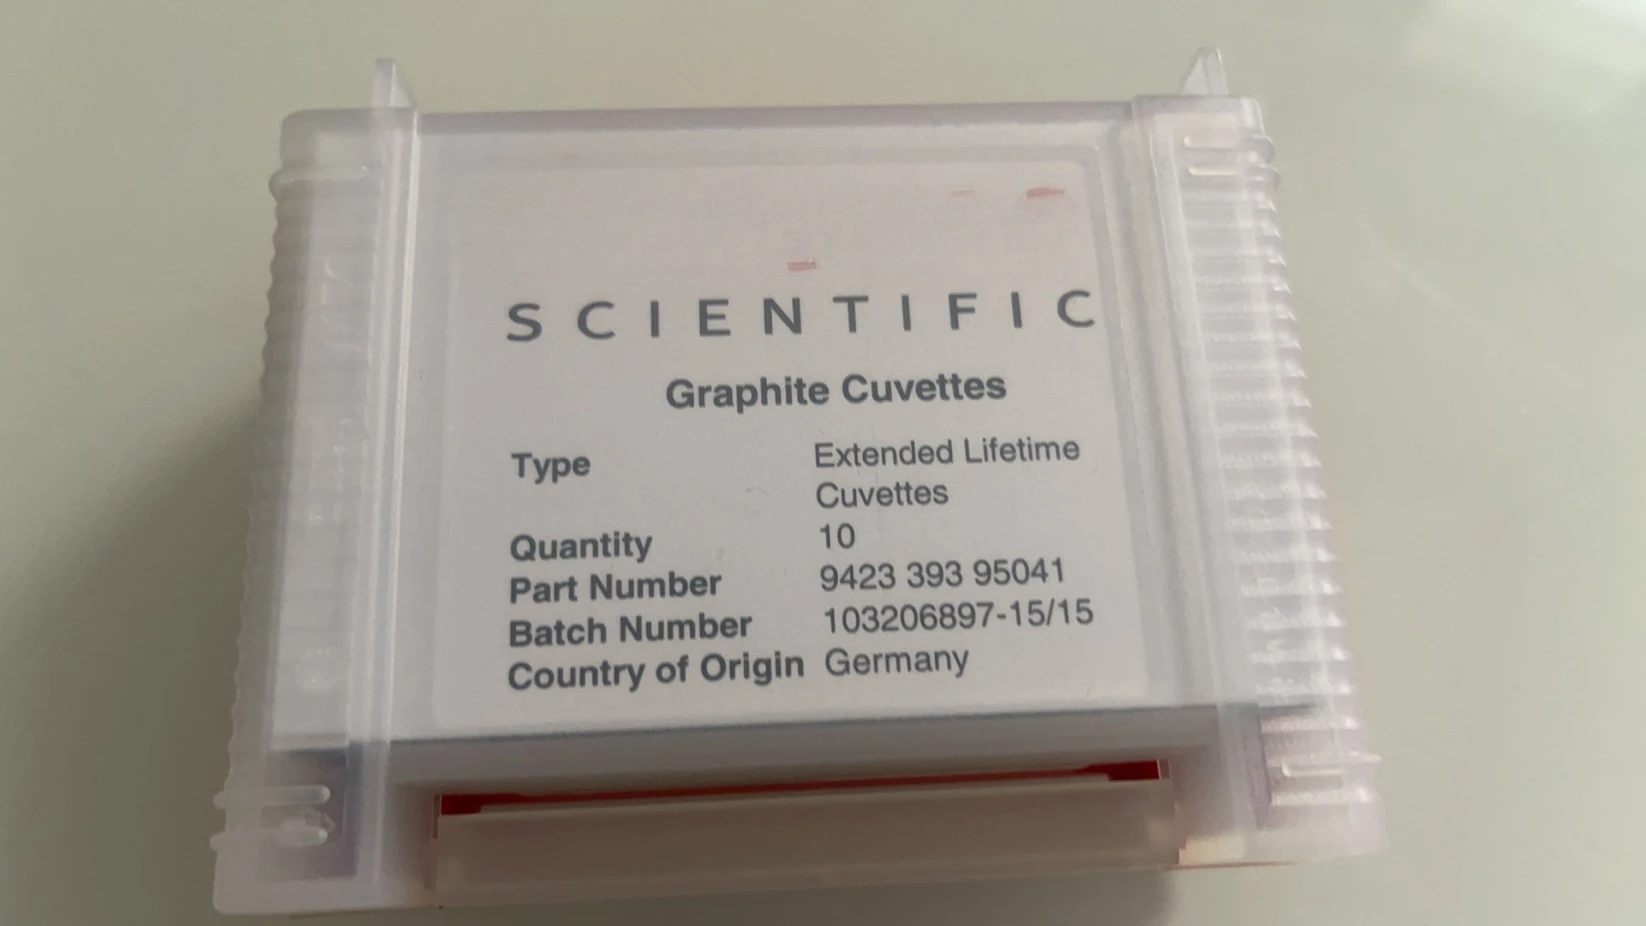 SCIENTIFIC
Graphite Cuvettes
Type Extended Lifetime
Cuvettes
Quantity 10
Part Number 9423 393 95041
Batch Number 103206897-15/15
Country of Origin Germany